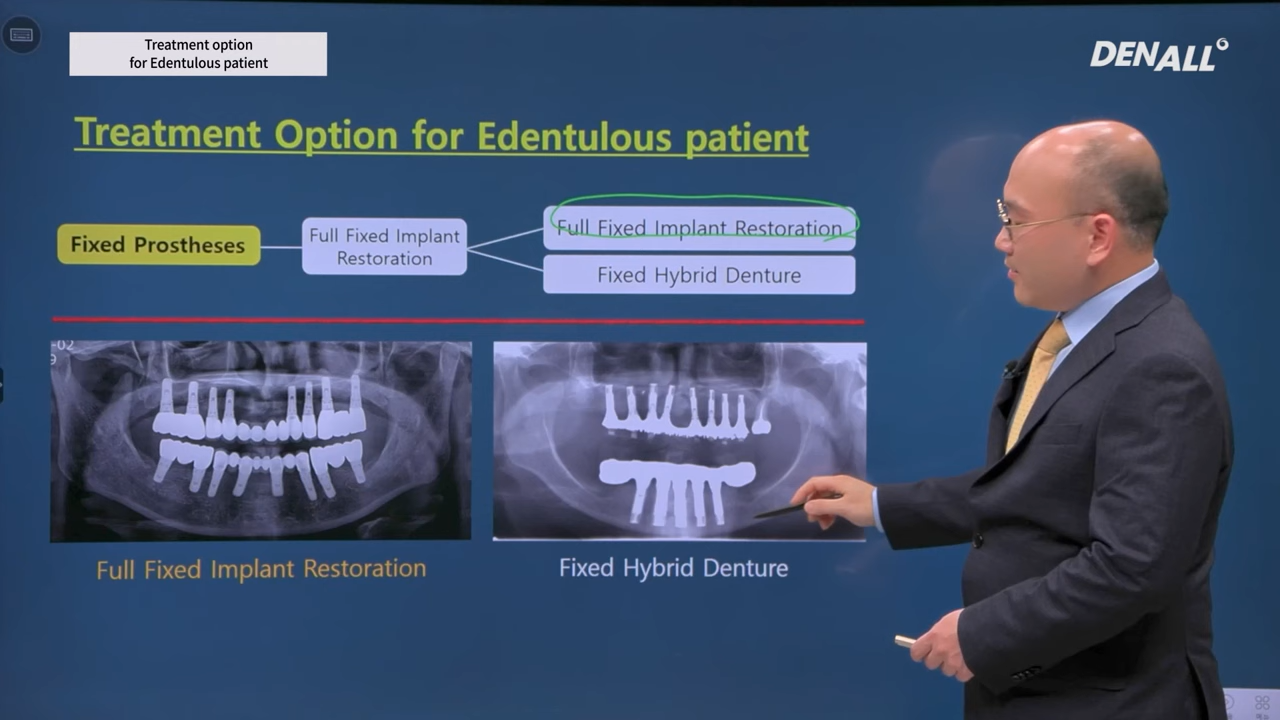 Treatment option
for Edentulous patient
DENALL
Treatment Option for Edentulous patient
Fixed Prostheses
Full Fixed Implant
Restoration
Full Fixed Implant Restoration
Fixed Hybrid Denture
-02
9
Full Fixed Implant Restoration
Fixed Hybrid Denture